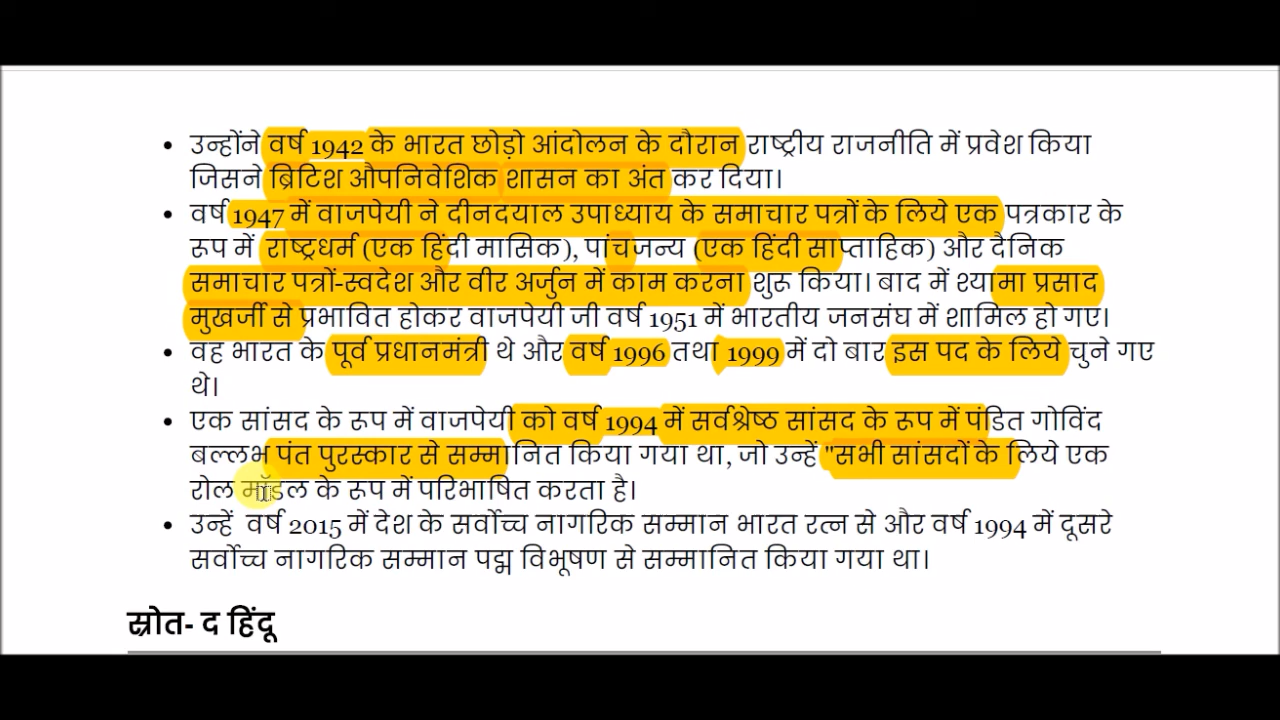 • उन्होंने वर्ष 1942 के भारत छोड़ो आंदोलन के दौरान राष्ट्रीय राजनीति में प्रवेश किया
जिसने ब्रिटिश औपनिवेशिक शासन का अंत कर दिया।
• वर्ष 1947 में वाजपेयी ने दीनदयाल उपाध्याय के समाचार पत्रों के लिये एक पत्रकार के
रूप में राष्ट्रधर्म (एक हिंदी मासिक), पांचजन्य (एक हिंदी साप्ताहिक) और दैनिक
समाचार पत्रों-स्वदेश और वीर अर्जुन में काम करना शुरू किया। बाद में श्यामा प्रसाद
मुखर्जी से प्रभावित होकर वाजपेयी जी वर्ष 1951 में भारतीय जनसंघ में शामिल हो गए।
• वह भारत के पूर्व प्रधानमंत्री थे और वर्ष 1996 तथा 1999 में दो बार इस पद के लिये चुने गए
थे।
• एक सांसद के रूप में वाजपेयी को वर्ष 1994 में सर्वश्रेष्ठ सांसद के रूप में पंडित गोविंद
बल्लभ पंत पुरस्कार से सम्मानित किया गया था, जो उन्हें "सभी सांसदों के लिये एक
रोल मॉडल के रूप में परिभाषित करता है।
• उन्हें वर्ष 2015 में देश के सर्वोच्च नागरिक सम्मान भारत रत्न से और वर्ष 1994 में दूसरे
सर्वोच्च नागरिक सम्मान पद्म विभूषण से सम्मानित किया गया था।
स्रोत- द हिंदू